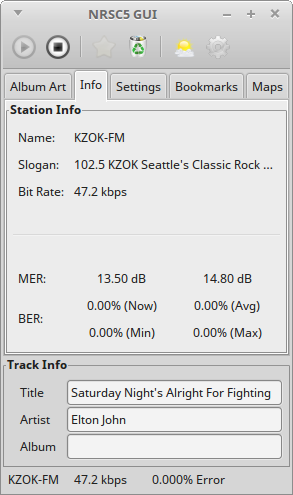 NRSC5 GUI
Album Art Info Settings Bookmarks Maps
Station Info
Name: KZOK-FM
Slogan: 102.5 KZOK Seattle's Classic Rock ...
Bit Rate: 47.2 kbps
MER: 13.50 dB 14.80 dB
BER: 0.00% (Now) 0.00% (Avg)
0.00% (Min) 0.00% (Max)
Track Info
Title Saturday Night's Alright For Fighting
Artist Elton John
Album
KZOK-FM 47.2 kbps 0.000% Error